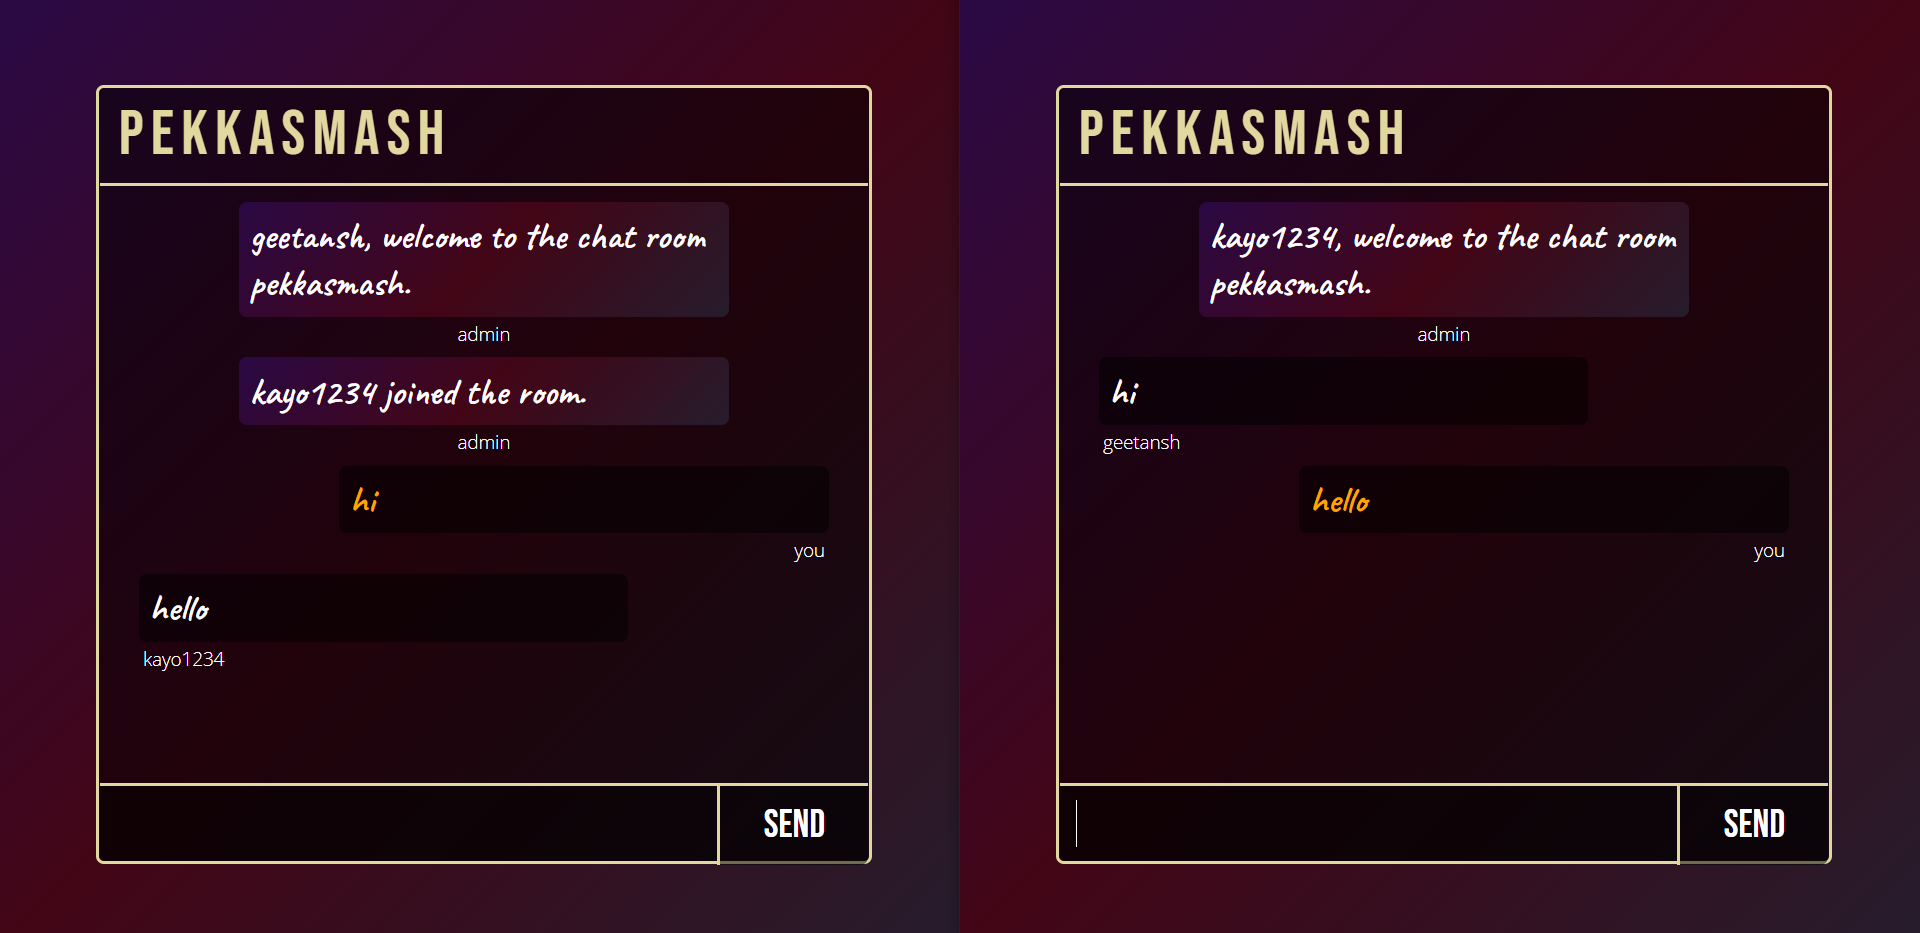 PEKKASMASH
geetansh, welcome to the chat room
pekkasmash.
admin
kayo1234 joined the room.
admin
hi
you
hello
kayo1234
SEND
PEKKASMASH
kayo1234, welcome to the chat room
pekkasmash.
admin
hi
geetansh
hello
you
SEND